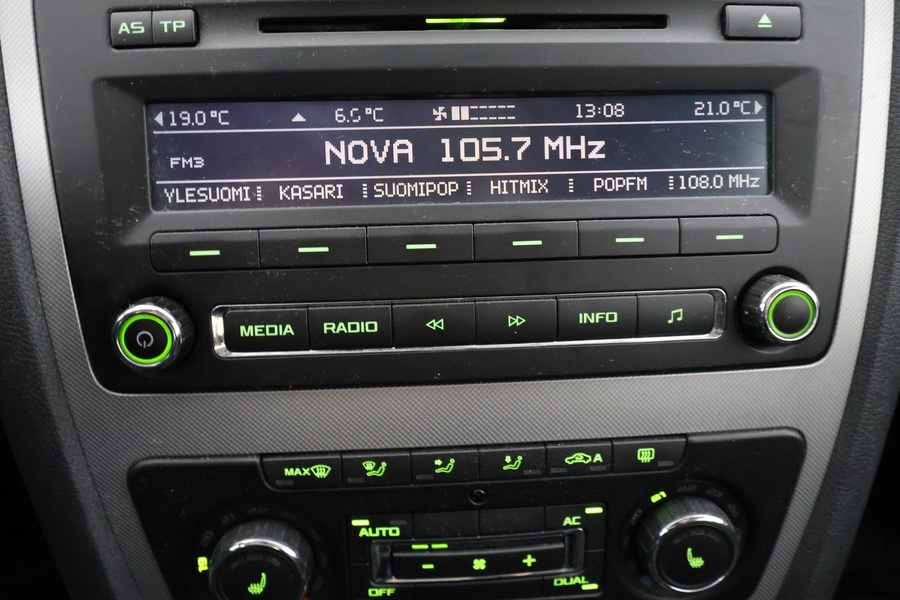 AS TP
19.0 °C 6.5 °C 13:08 21.0 °C
NOVA 105.7 MHz
FM3
YLESUOMI KASARI SUOMIPOP HITMIX POPFM 108.0 MHz
MEDIA RADIO INFO
MAX A
AUTO AC
OFF DUAL